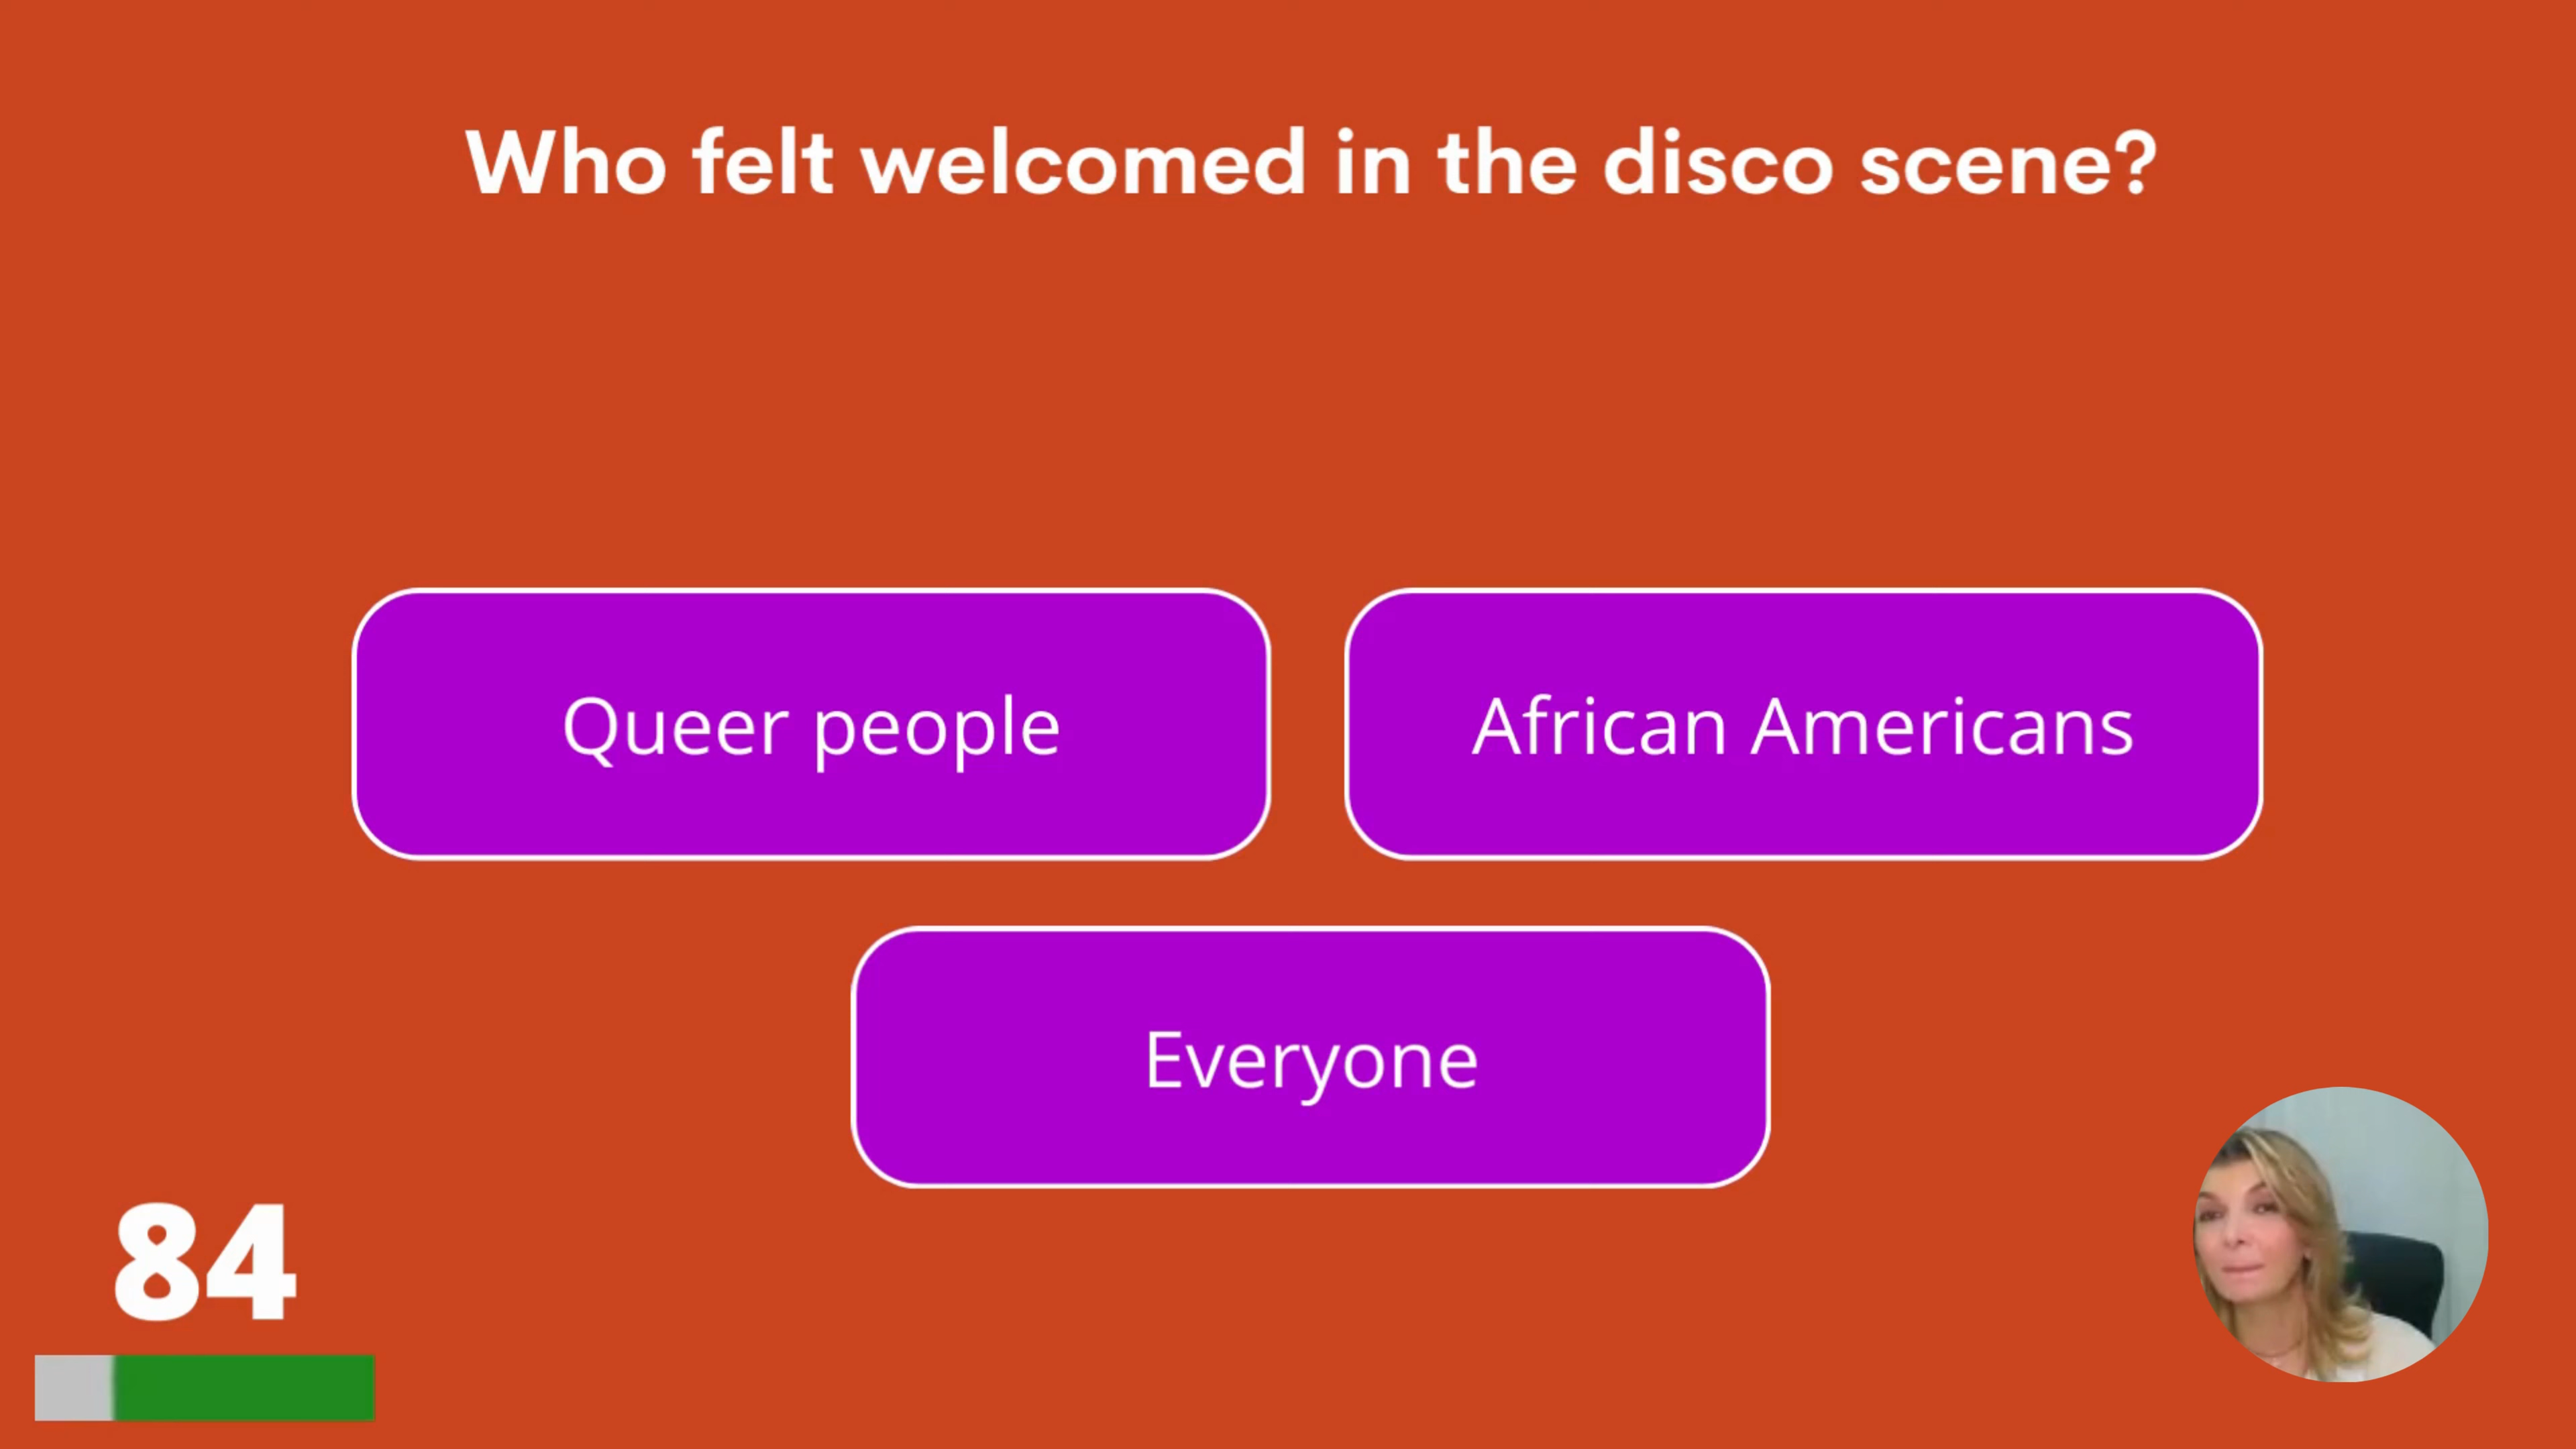 Who felt welcomed in the disco scene?
Queer people
African Americans
Everyone
84